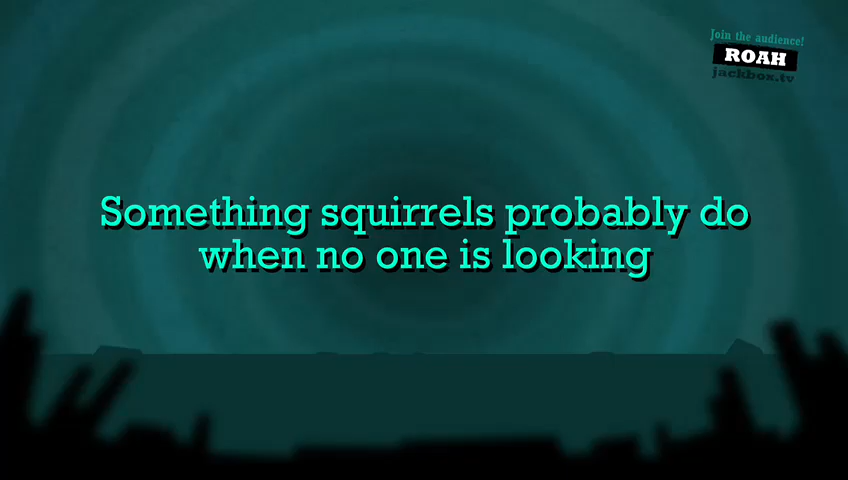 Join the audience!
ROAH
jackbox.tv
Something squirrels probably do
when no one is looking